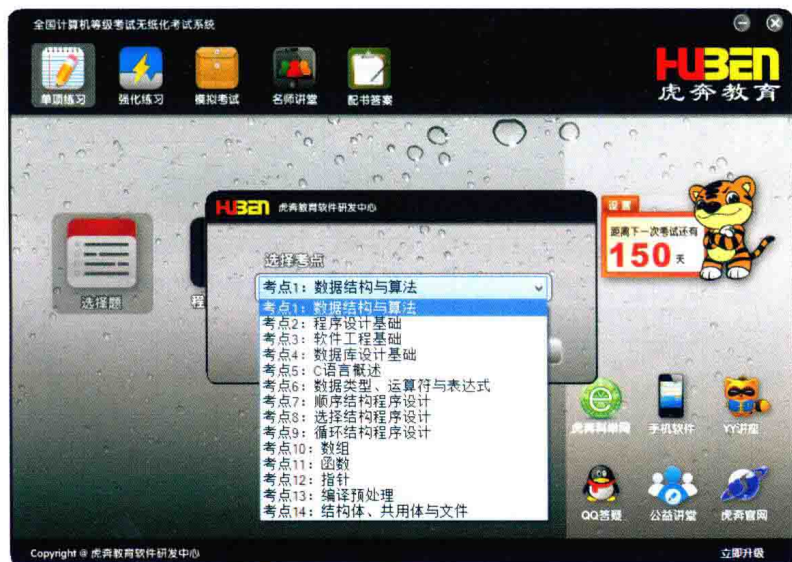 全国计算机等级考试无纸化考试系统
单项练习
强化练习
模拟考试
名师讲堂
配书答案
HUBEN
虎奔教育
HUBEN 虎奔教育软件研发中心
设置
距离下一次考试还有
150 天
选择考点
考点1：数据结构与算法
选择题
程
考点1：数据结构与算法
考点2：程序设计基础
考点3：软件工程基础
考点4：数据库设计基础
考点5：C语言概述
考点6：数据类型、运算符与表达式
考点7：顺序结构程序设计
考点8：选择结构程序设计
考点9：循环结构程序设计
考点10：数组
考点11：函数
考点12：指针
考点13：编译预处理
考点14：结构体、共用体与文件
虎奔科单网
手机软件
YY讲座
QQ答疑
公益讲堂
虎奔官网
Copyright @ 虎奔教育软件研发中心
立即升级